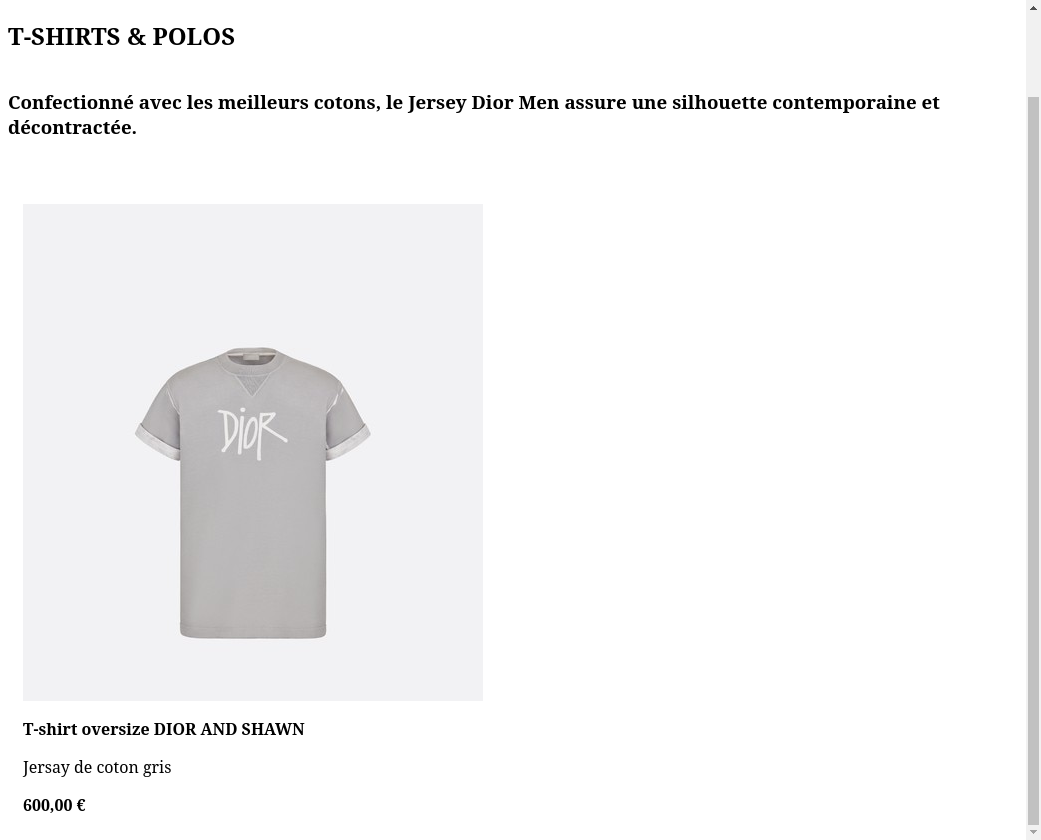 T-SHIRTS & POLOS
Confectionné avec les meilleurs cotons, le Jersey Dior Men assure une silhouette contemporaine et
décontractée.
DIOR
T-shirt oversize DIOR AND SHAWN
Jersay de coton gris
600,00 €